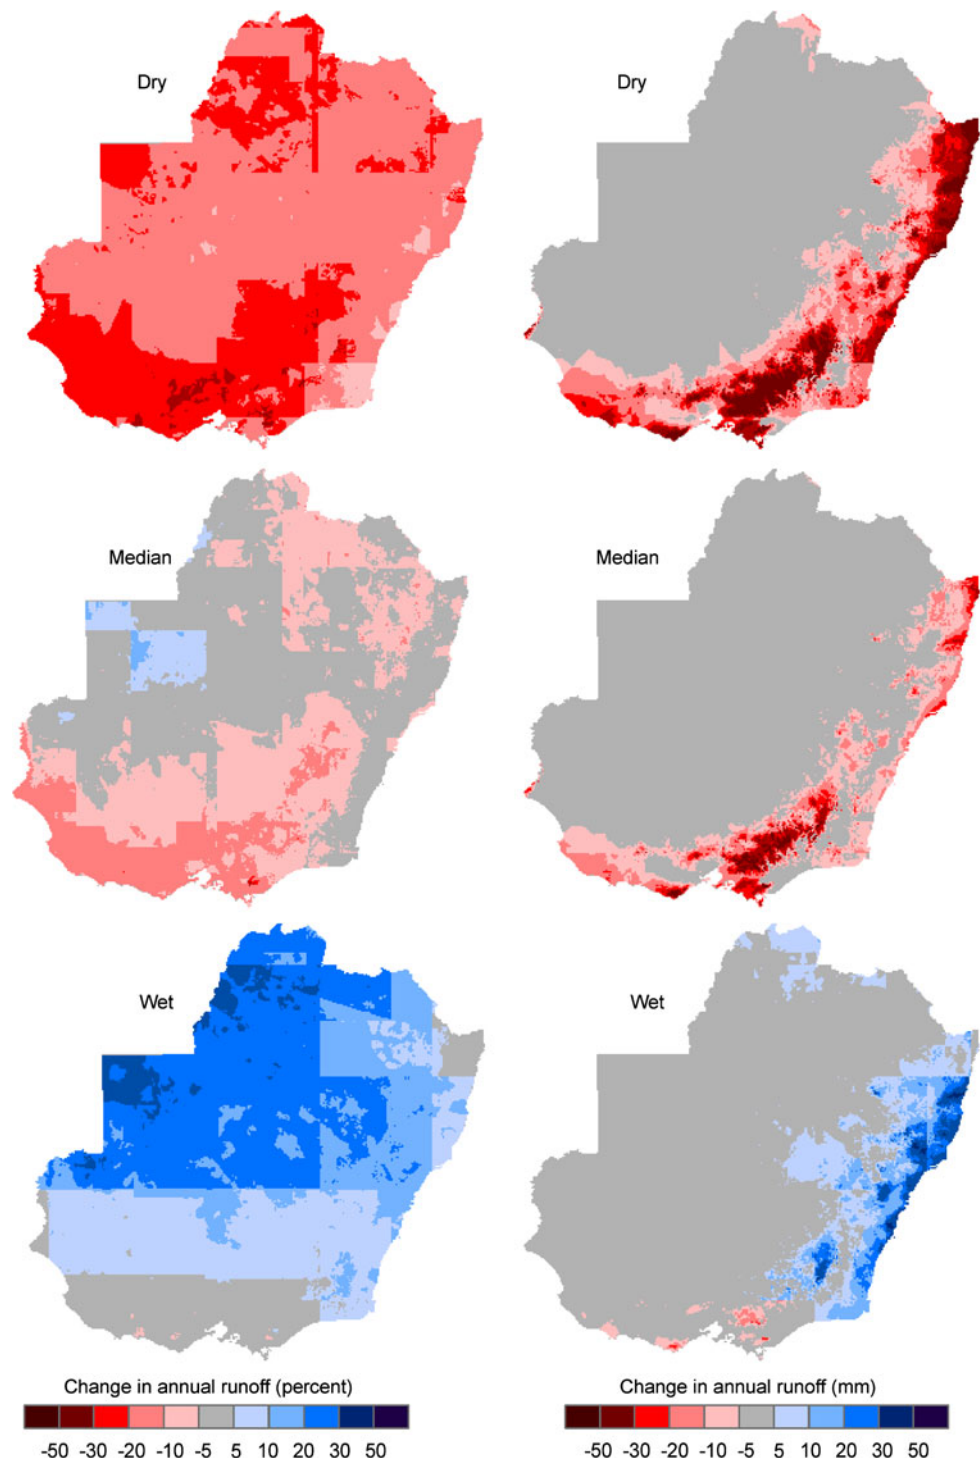 Dry
Dry
Median
Median
Wet
Wet
Change in annual runoff (percent)
Change in annual runoff (mm)
-50 -30 -20 -10 -5 5 10 20 30 50
-50 -30 -20 -10 -5 5 10 20 30 50